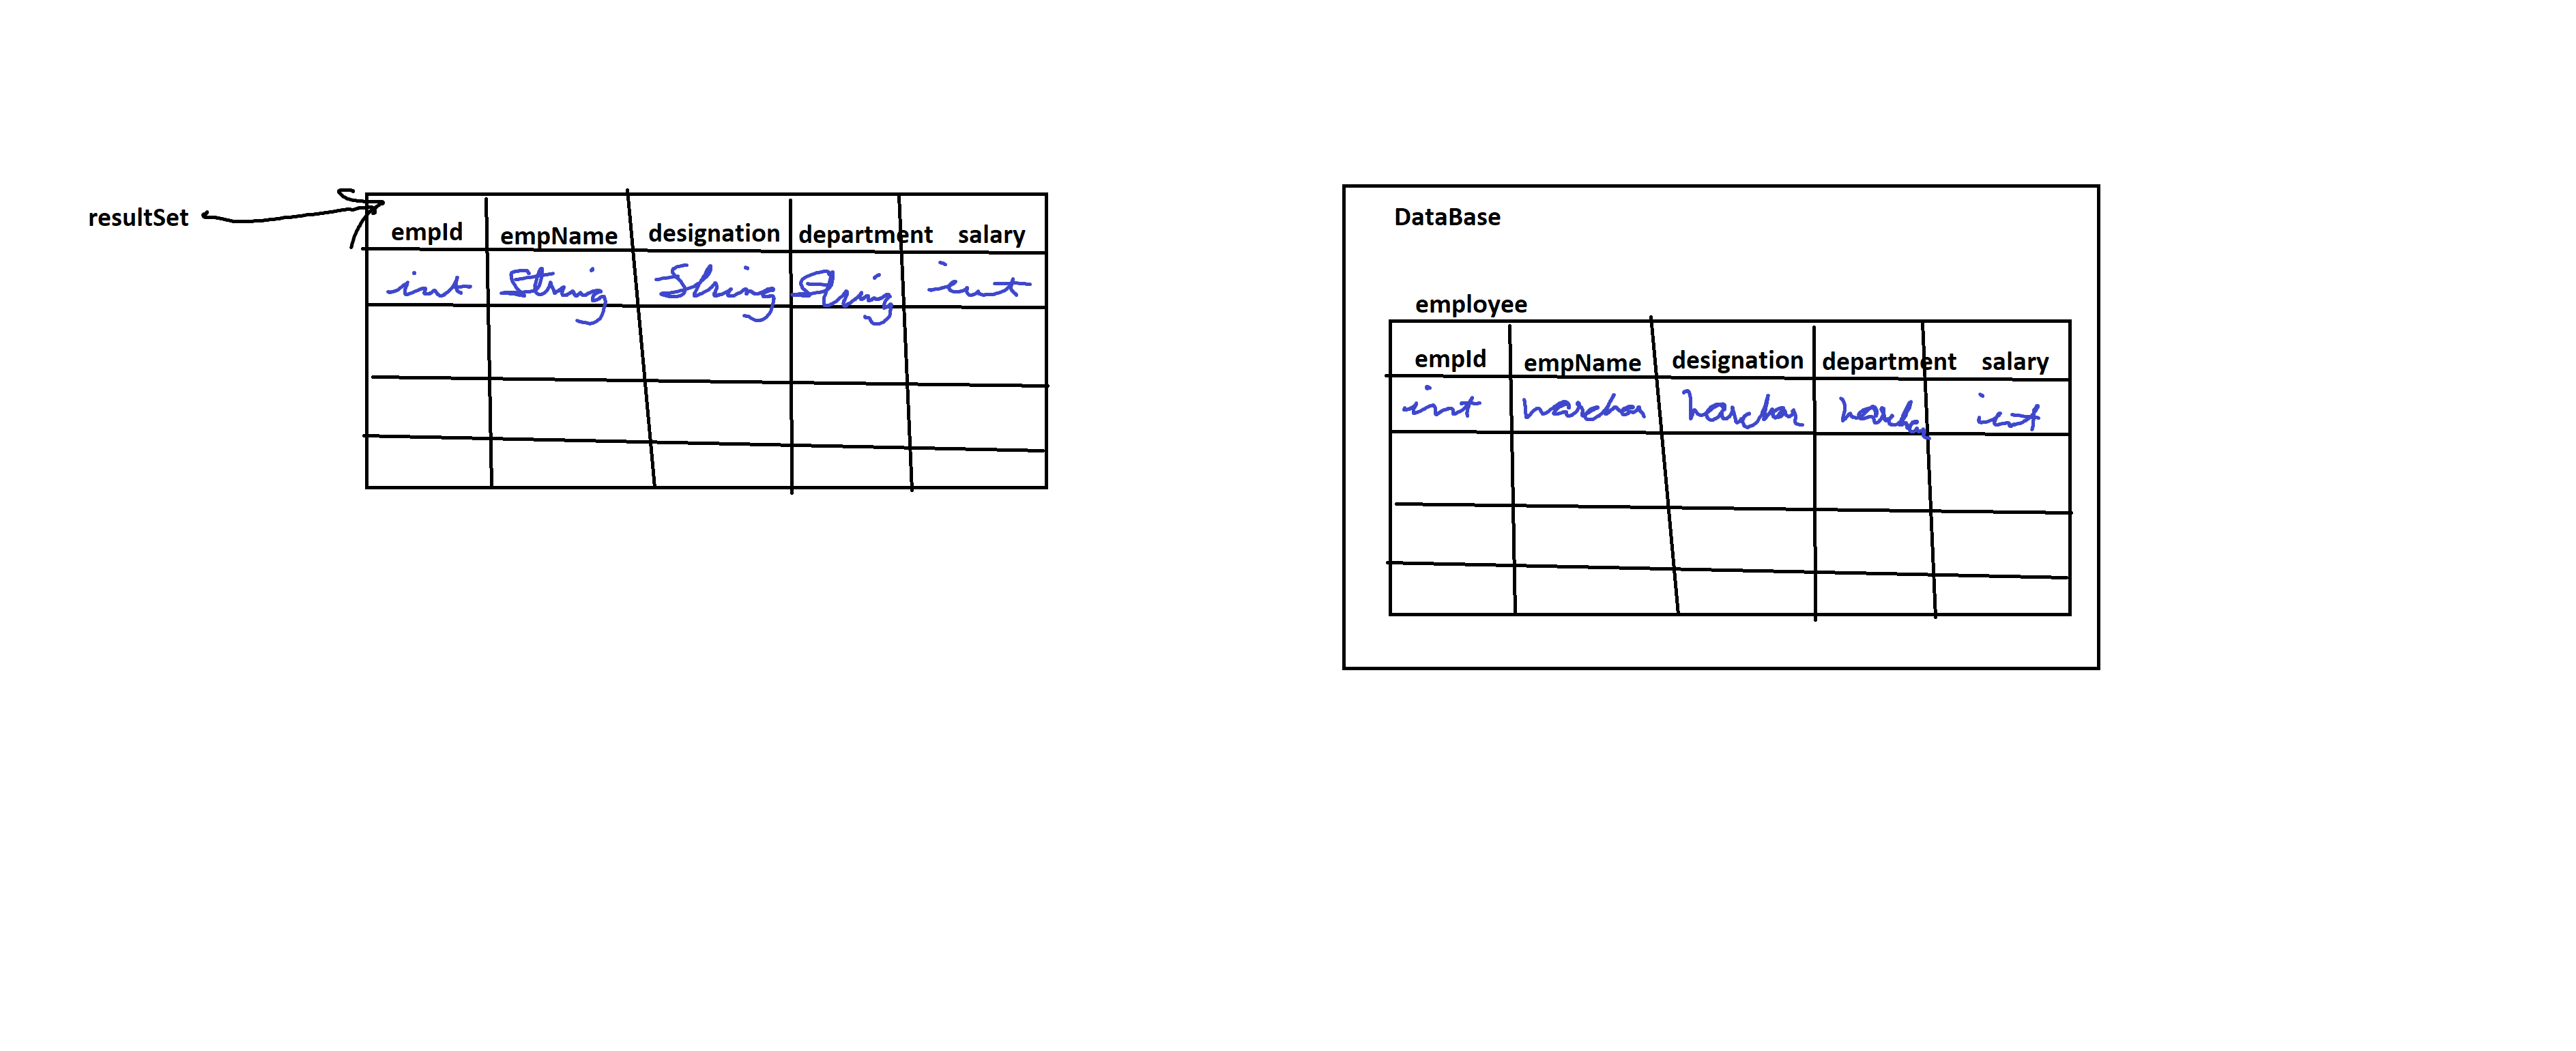 resultSet
empId empName designation department salary
int String String String int
DataBase
employee
empId empName designation department salary
int varchar varchar varchar int